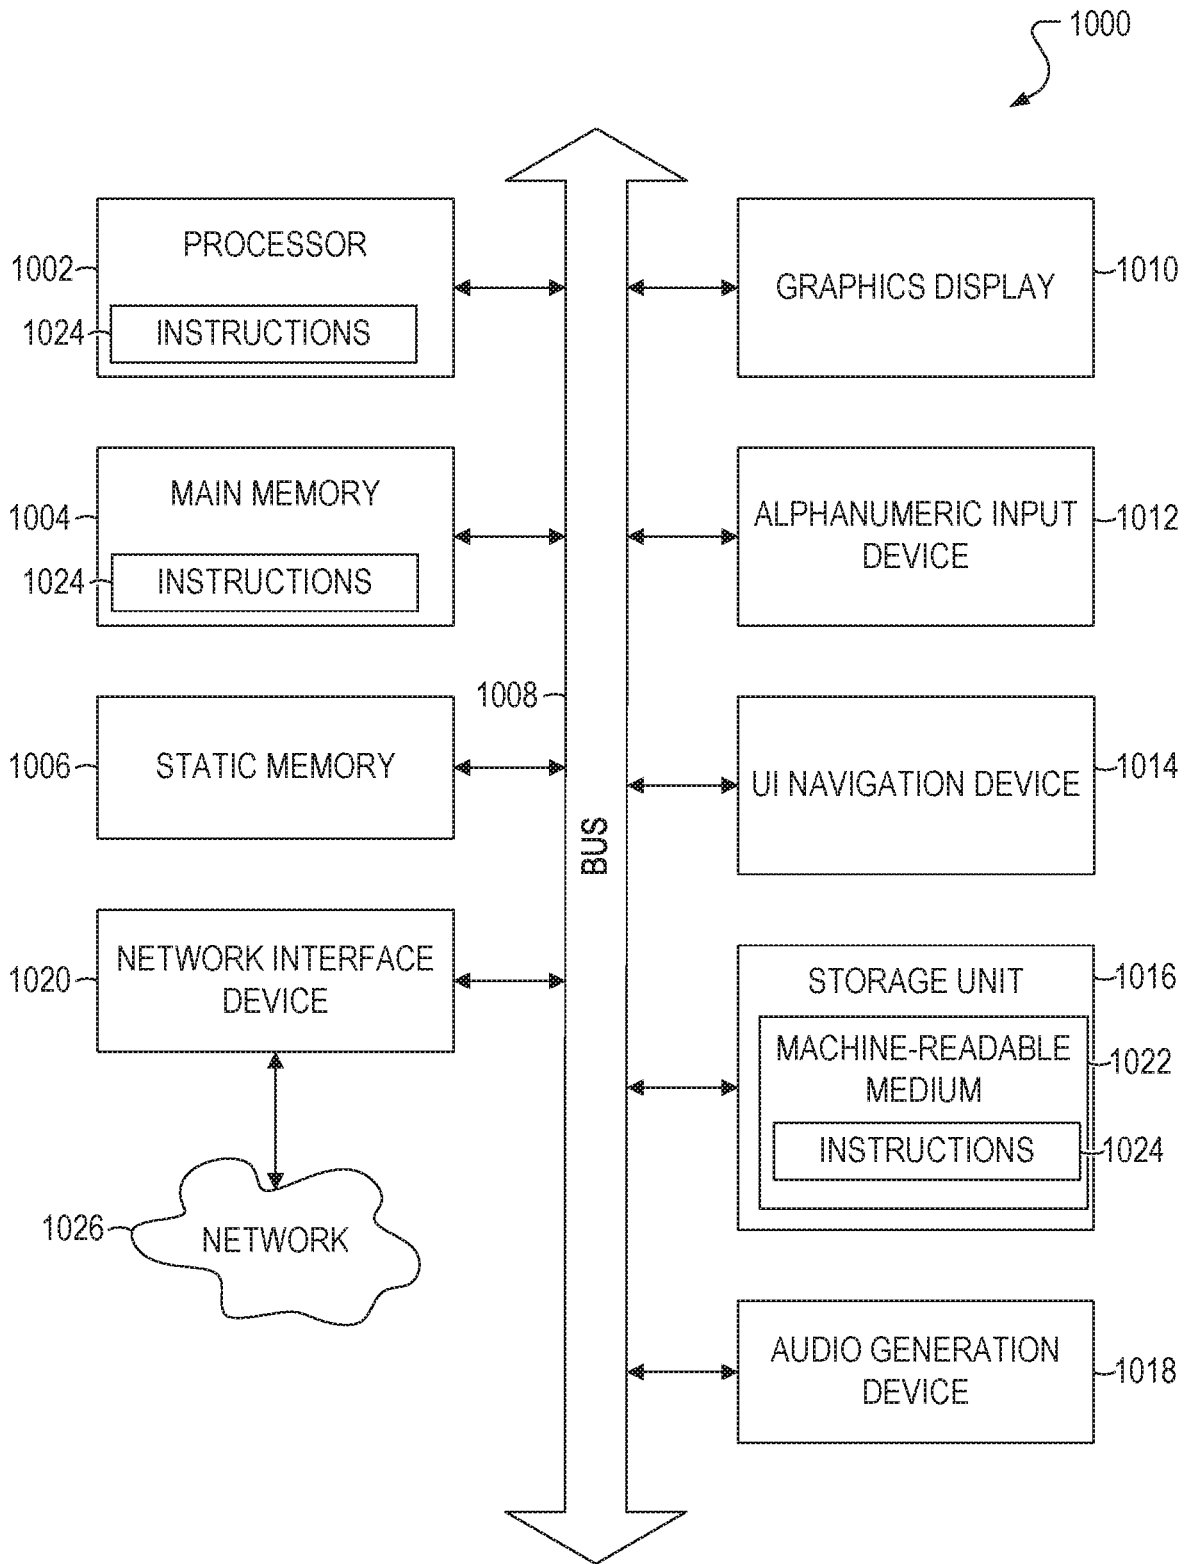 1000
PROCESSOR
1002
1024
INSTRUCTIONS
MAIN MEMORY
1004
1024
INSTRUCTIONS
1008
1006
STATIC MEMORY
BUS
NETWORK INTERFACE
DEVICE
1020
1026
NETWORK
GRAPHICS DISPLAY
1010
ALPHANUMERIC INPUT
DEVICE
1012
UI NAVIGATION DEVICE
1014
STORAGE UNIT
1016
MACHINE-READABLE
MEDIUM
1022
INSTRUCTIONS
1024
AUDIO GENERATION
DEVICE
1018